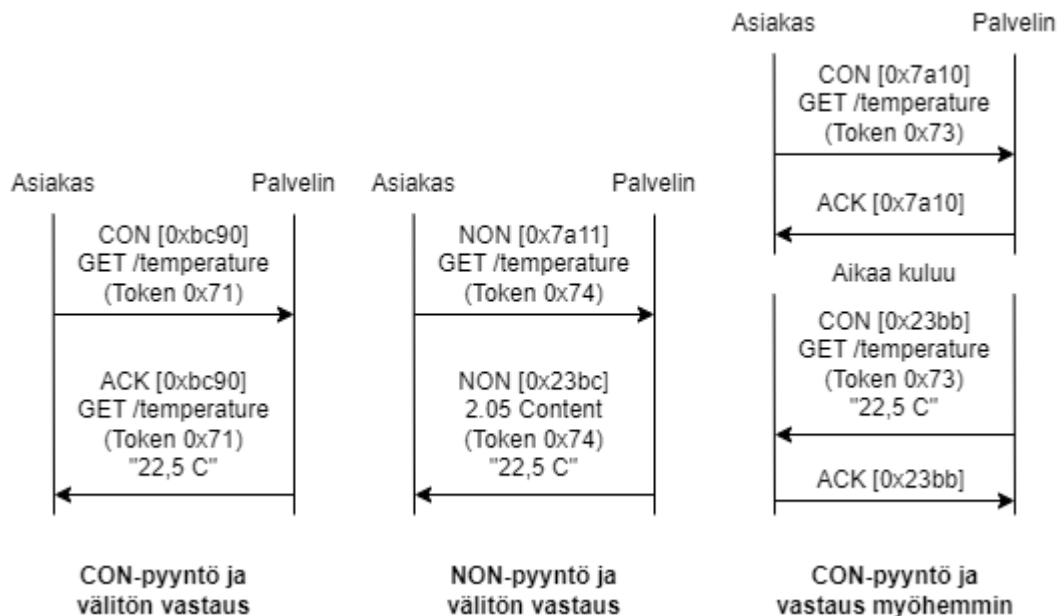 Asiakas
Palvelin
CON [0xbc90]
GET /temperature
(Token 0x71)
ACK [0xbc90]
GET /temperature
(Token 0x71)
"22,5 C"
CON-pyyntö ja
välitön vastaus
Asiakas
Palvelin
NON [0x7a11]
GET /temperature
(Token 0x74)
NON [0x23bc]
2.05 Content
(Token 0x74)
"22,5 C"
NON-pyyntö ja
välitön vastaus
Asiakas
Palvelin
CON [0x7a10]
GET /temperature
(Token 0x73)
ACK [0x7a10]
Aikaa kuluu
CON [0x23bb]
GET /temperature
(Token 0x73)
"22,5 C"
ACK [0x23bb]
CON-pyyntö ja
vastaus myöhemmin